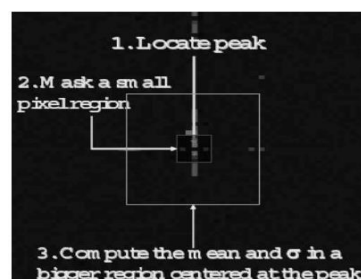 1. Locate peak
2. Mask a small
pixel region
3. Compute the mean and σ in a
bigger region centered at the peak